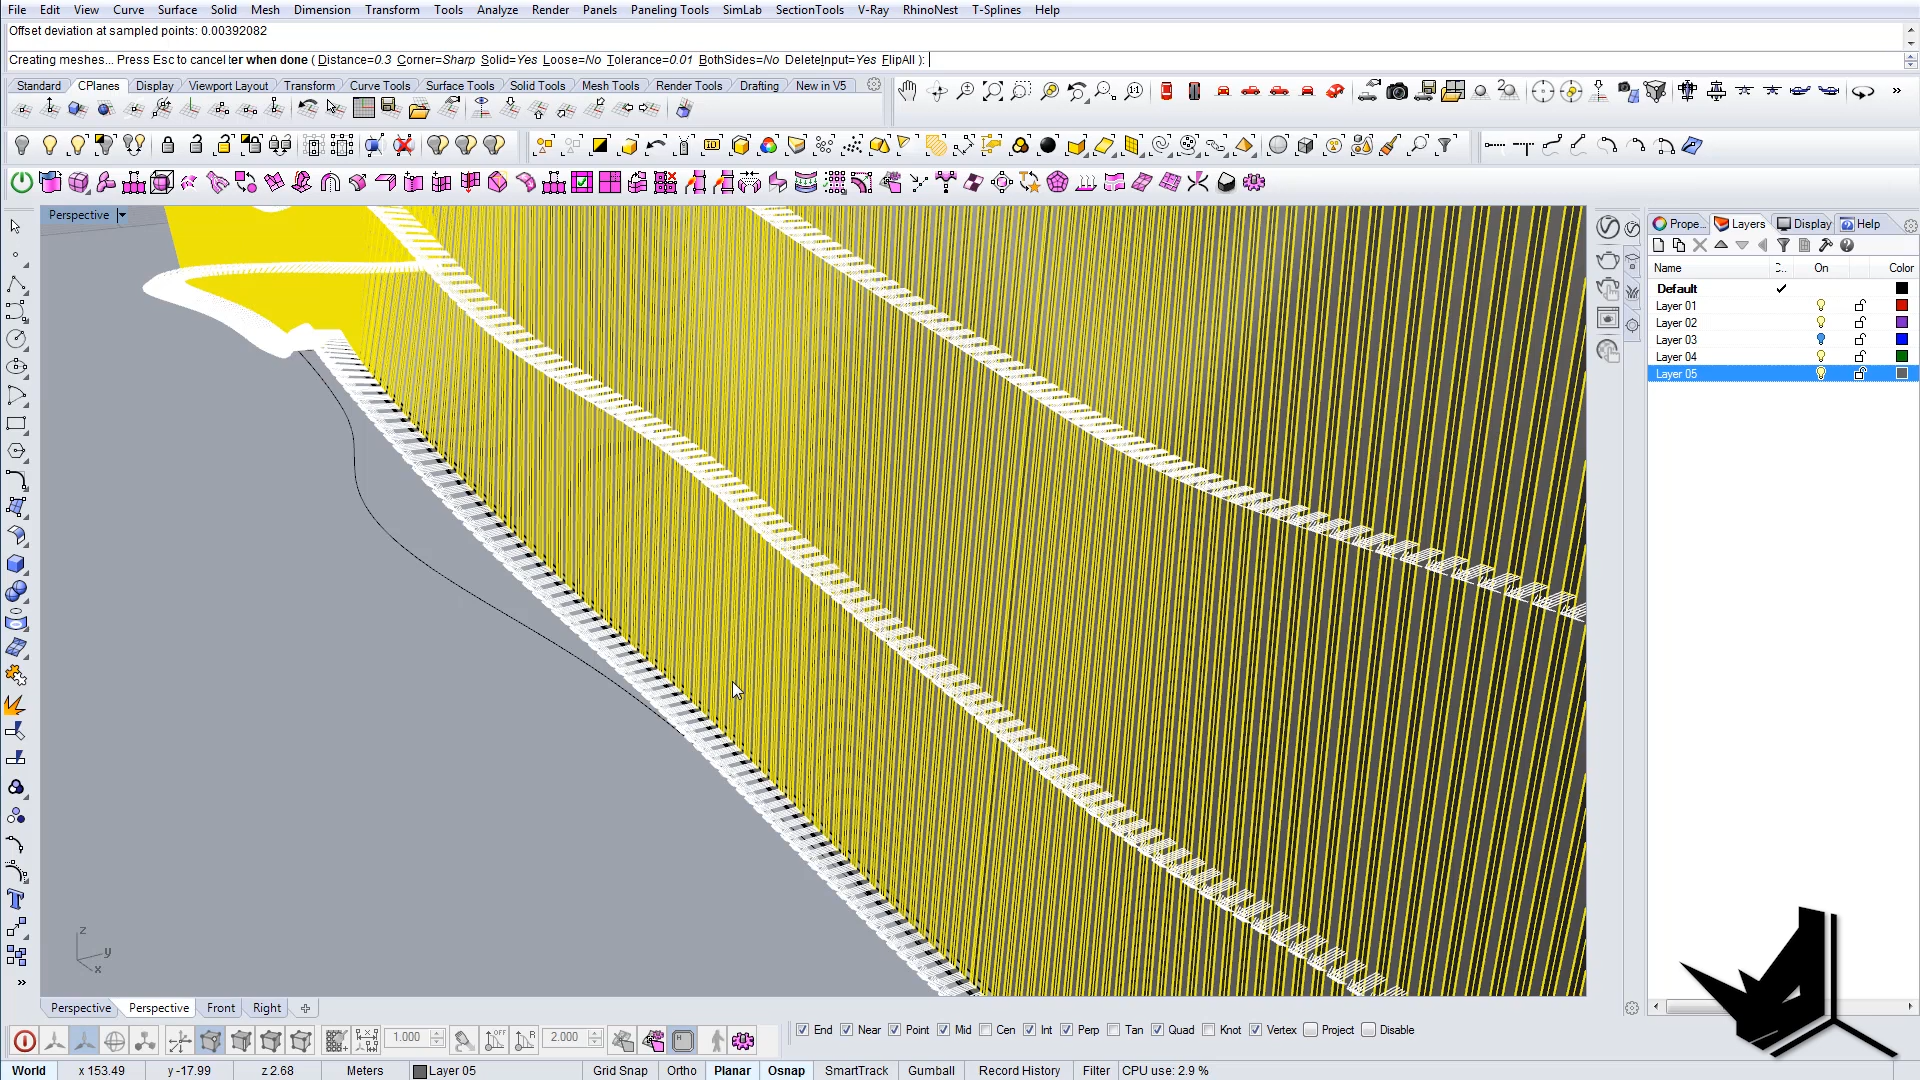 File Edit View Curve Surface Solid Mesh Dimension Transform Tools Analyze Render Panels Paneling Tools SimLab SectionTools V-Ray RhinoNest T-Splines Help
Offset deviation at sampled points: 0.00392082
Creating meshes... Press Esc to cancel er when done ( Distance=0.3 Corner=Sharp Solid=Yes Loose=No Tolerance=0.01 BothSides=No DeleteInput=Yes FlipAll ):
Standard CPlanes Display Viewport Layout Transform Curve Tools Surface Tools Solid Tools Mesh Tools Render Tools Drafting New in V5
Perspective
Prope... Layers Display Help
Name C.. On Color
Default
Layer 01
Layer 02
Layer 03
Layer 04
Layer 05
z
y
x
Perspective Perspective Front Right
1.000 2.000 End Near Point Mid Cen Int Perp Tan Quad Knot Vertex Project Disable
World x 153.49 y -17.99 z 2.68 Meters Layer 05 Grid Snap Ortho Planar Osnap SmartTrack Gumball Record History Filter CPU use: 2.9 %